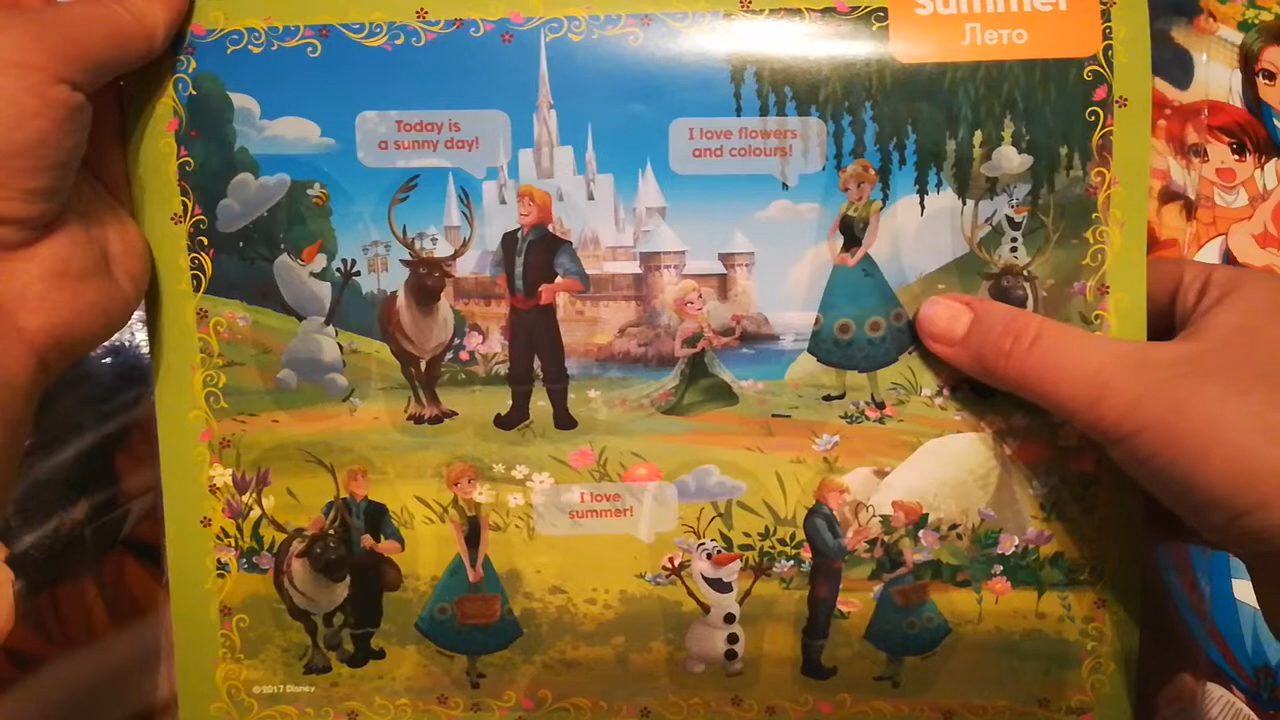 Summer
Лето
Today is
a sunny day!
I love flowers
and colours!
I love
summer!
©2017 Disney